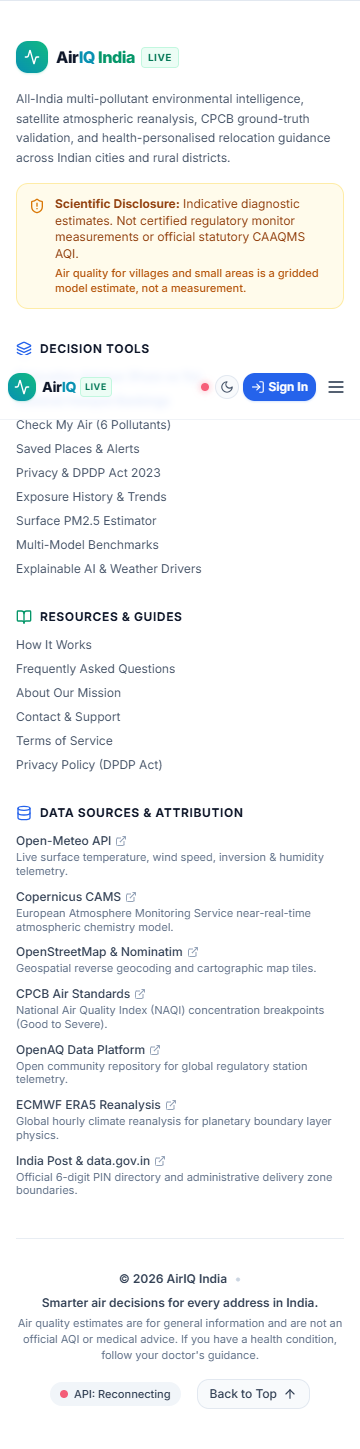 AirIQ India LIVE
All-India multi-pollutant environmental intelligence,
satellite atmospheric reanalysis, CPCB ground-truth
validation, and health-personalised relocation guidance
across Indian cities and rural districts.
Scientific Disclosure: Indicative diagnostic
estimates. Not certified regulatory monitor
measurements or official statutory CAAQMS
AQI.
Air quality for villages and small areas is a gridded
model estimate, not a measurement.
DECISION TOOLS
AirIQ LIVE Sign In
Check My Air (6 Pollutants)
Saved Places & Alerts
Privacy & DPDP Act 2023
Exposure History & Trends
Surface PM2.5 Estimator
Multi-Model Benchmarks
Explainable AI & Weather Drivers
RESOURCES & GUIDES
How It Works
Frequently Asked Questions
About Our Mission
Contact & Support
Terms of Service
Privacy Policy (DPDP Act)
DATA SOURCES & ATTRIBUTION
Open-Meteo API
Live surface temperature, wind speed, inversion & humidity
telemetry.
Copernicus CAMS
European Atmosphere Monitoring Service near-real-time
atmospheric chemistry model.
OpenStreetMap & Nominatim
Geospatial reverse geocoding and cartographic map tiles.
CPCB Air Standards
National Air Quality Index (NAQI) concentration breakpoints
(Good to Severe).
OpenAQ Data Platform
Open community repository for global regulatory station
telemetry.
ECMWF ERA5 Reanalysis
Global hourly climate reanalysis for planetary boundary layer
physics.
India Post & data.gov.in
Official 6-digit PIN directory and administrative delivery zone
boundaries.
© 2026 AirIQ India
Smarter air decisions for every address in India.
Air quality estimates are for general information and are not an
official AQI or medical advice. If you have a health condition,
follow your doctor's guidance.
API: Reconnecting
Back to Top